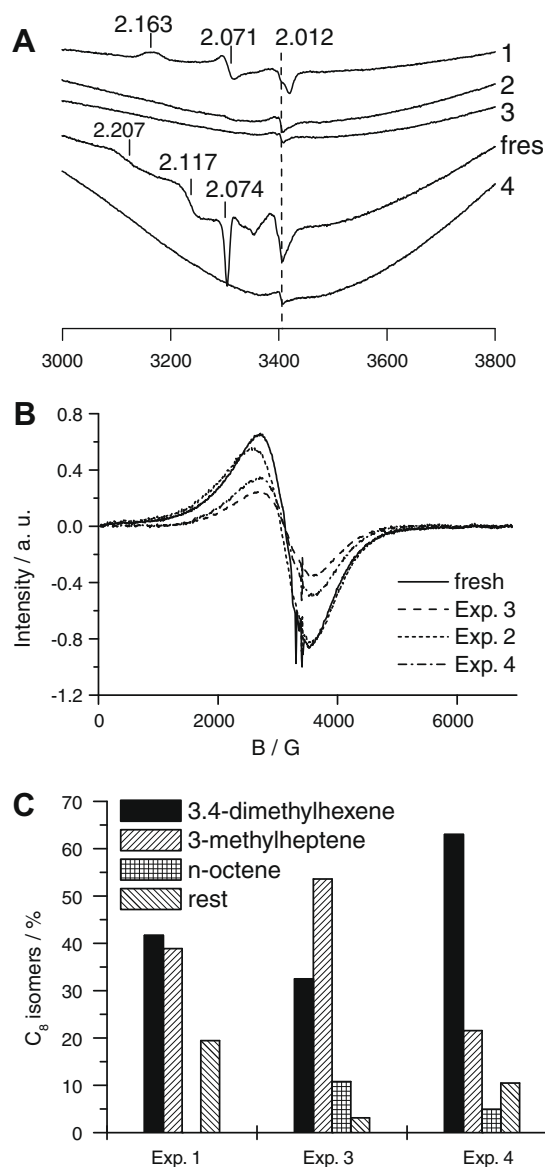 A
2.163
2.071
2.012
1
2
3
fres
4
2.207
2.117
2.074
3000 3200 3400 3600 3800
B
0.8
0.4
0.0
-0.4
-0.8
-1.2
Intensity / a. u.
fresh
Exp. 3
Exp. 2
Exp. 4
0 2000 4000 6000
B / G
C
70
60
50
40
30
20
10
0
C8 isomers / %
3.4-dimethylhexene
3-methylheptene
n-octene
rest
Exp. 1 Exp. 3 Exp. 4